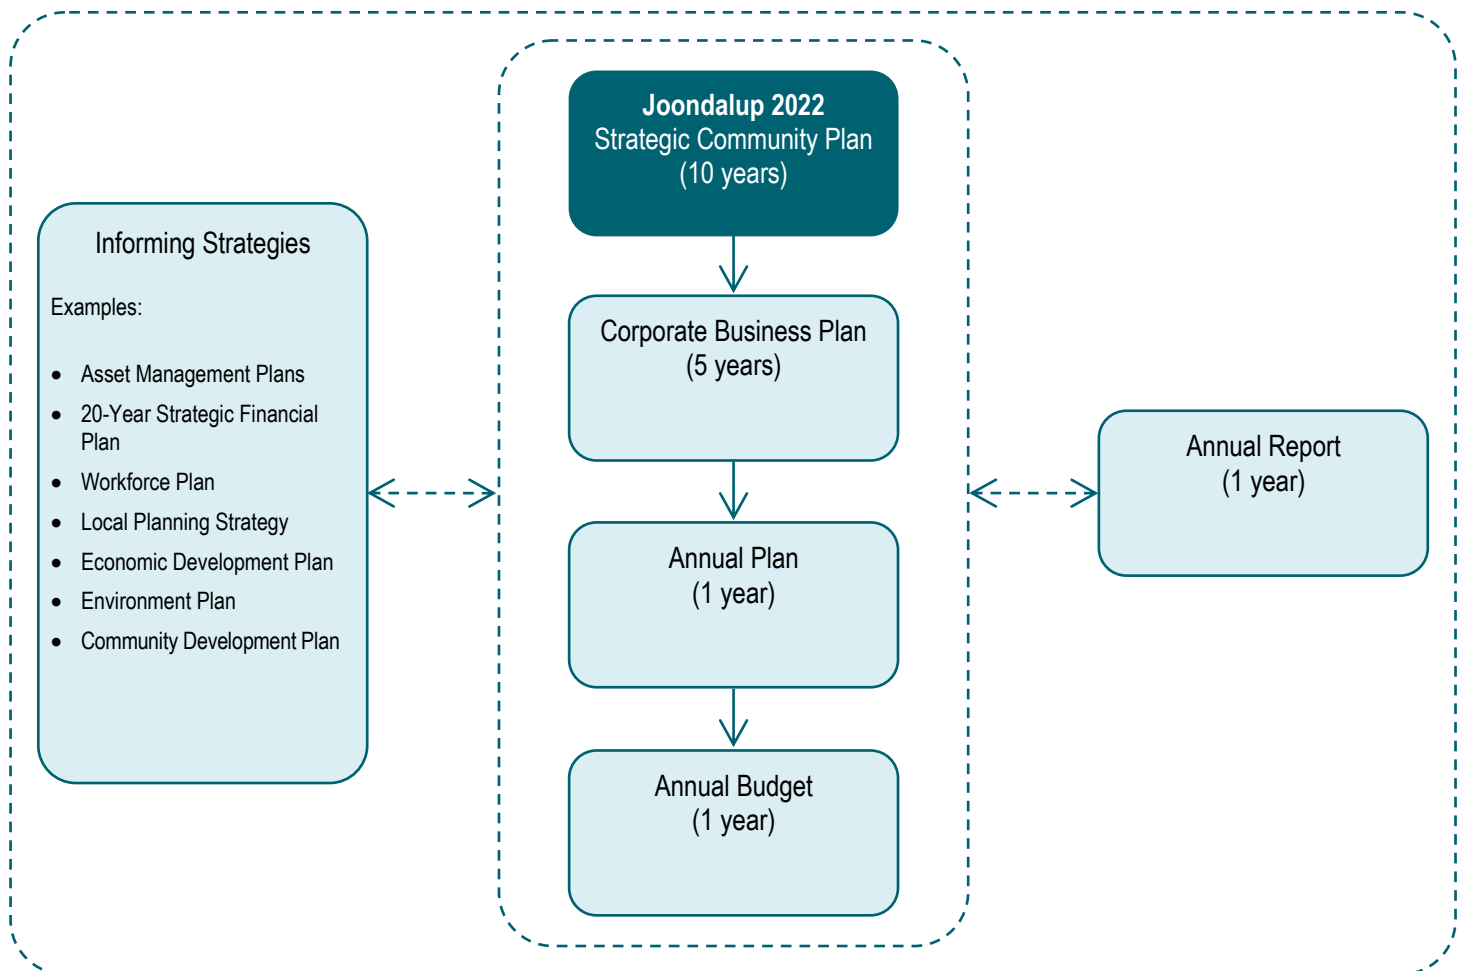 Joondalup 2022
Strategic Community Plan
(10 years)
Informing Strategies
Examples:
• Asset Management Plans
• 20-Year Strategic Financial
Plan
• Workforce Plan
• Local Planning Strategy
• Economic Development Plan
• Environment Plan
• Community Development Plan
Corporate Business Plan
(5 years)
Annual Plan
(1 year)
Annual Budget
(1 year)
Annual Report
(1 year)